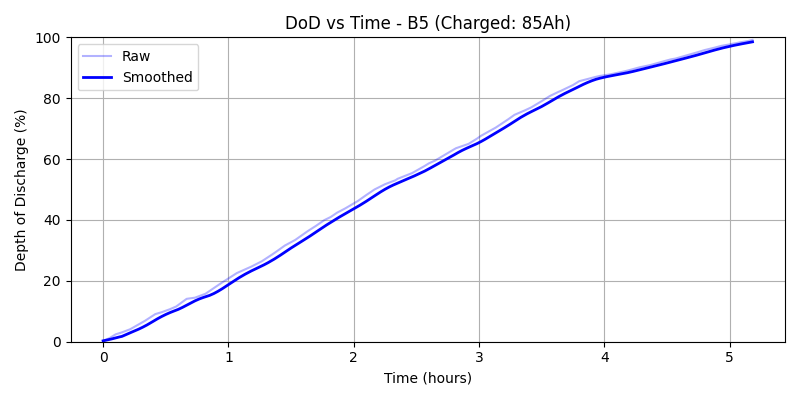 DoD vs Time - B5 (Charged: 85Ah)
Raw
Smoothed
100
80
60
40
20
0
Depth of Discharge (%)
0 1 2 3 4 5
Time (hours)